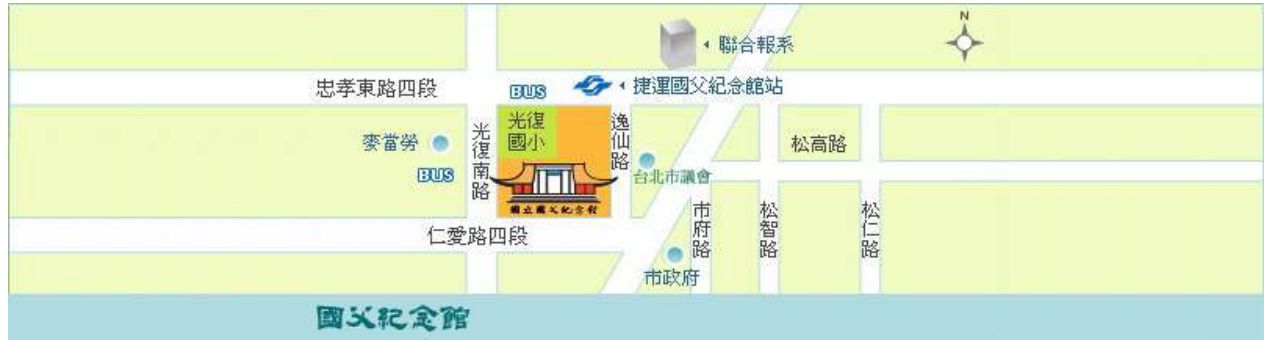 N
聯合報系
忠孝東路四段
BUS
捷運國父紀念館站
光復
國小
逸仙路
麥當勞
光復南路
松高路
BUS
台北市議會
國立國父紀念館
市府路
松智路
松仁路
仁愛路四段
市政府
國父紀念館